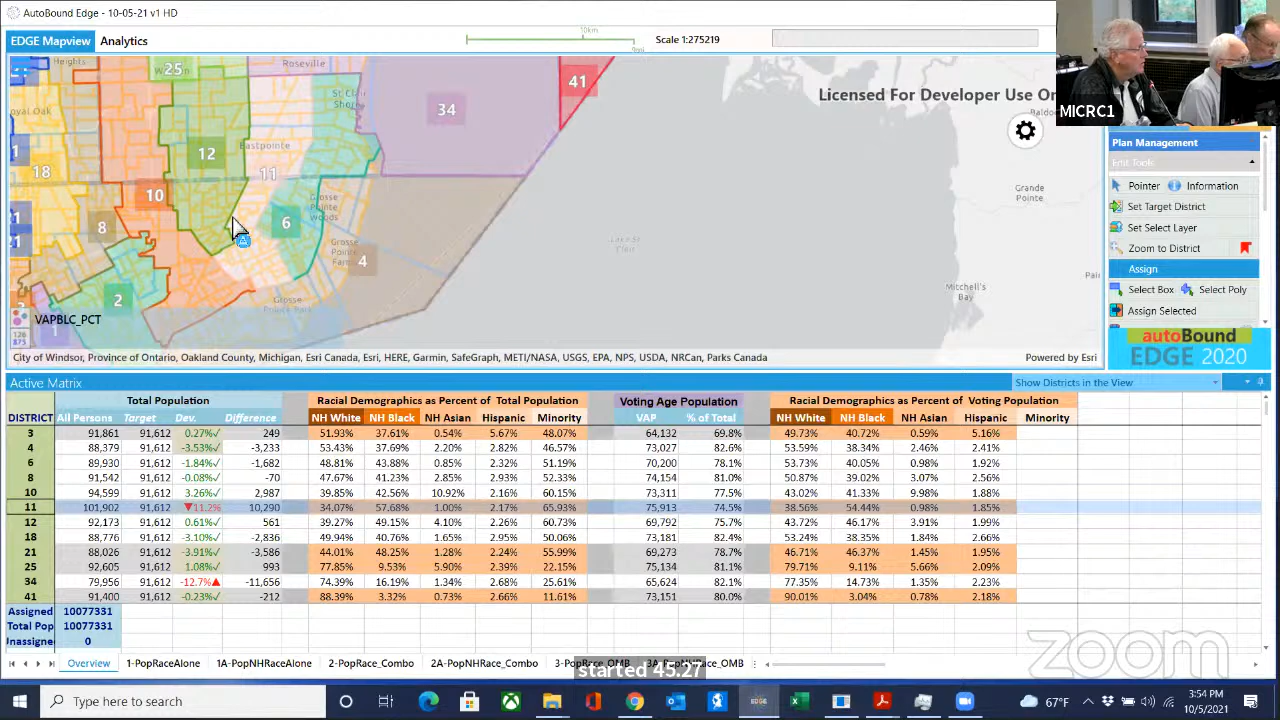 AutoBound Edge - 10-05-21 v1 HD
EDGE Mapview Analytics
10km
Scale 1:275219
Licensed For Developer Use On
MICRC1
Heights
25
Roseville
St Clair
Shores
34
41
Royal Oak
12
Eastpointe
11
18
10
8
6
Grosse
Pointe
Woods
Grosse
Pointe
Farms
4
2
Grosse
Pointe Park
Lake St
Clair
Grande
Pointe
Mitchell's
Bay
Pain
VAPBLC_PCT
City of Windsor, Province of Ontario, Oakland County, Michigan, Esri Canada, Esri, HERE, Garmin, SafeGraph, METI/NASA, USGS, EPA, NPS, USDA, NRCan, Parks Canada
Powered by Esri
Plan Management
Edit Tools
Pointer Information
Set Target District
Set Select Layer
Zoom to District
Assign
Select Box Select Poly
Assign Selected
autoBound
EDGE 2020
Active Matrix
Show Districts in the View
Total Population Racial Demographics as Percent of Total Population Voting Age Population Racial Demographics as Percent of Voting Population
DISTRICT All Persons Target Dev. Difference NH White NH Black NH Asian Hispanic Minority VAP % of Total NH White NH Black NH Asian Hispanic Minority
3 91,861 91,612 0.27%✓ 249 51.93% 37.61% 0.54% 5.67% 48.07% 64,132 69.8% 49.73% 40.72% 0.59% 5.16%
4 88,379 91,612 -3.53%✓ -3,233 53.43% 37.69% 2.20% 2.82% 46.57% 73,027 82.6% 53.59% 38.34% 2.46% 2.41%
6 89,930 91,612 -1.84%✓ -1,682 48.81% 43.88% 0.85% 2.32% 51.19% 70,200 78.1% 53.73% 40.05% 0.98% 1.92%
8 91,542 91,612 -0.08%✓ -70 47.67% 41.23% 2.85% 2.93% 52.33% 74,154 81.0% 50.87% 39.02% 3.07% 2.56%
10 94,599 91,612 3.26%✓ 2,987 39.85% 42.56% 10.92% 2.16% 60.15% 73,311 77.5% 43.02% 41.33% 9.98% 1.88%
11 101,902 91,612 ▼11.2% 10,290 34.07% 57.68% 1.00% 2.17% 65.93% 75,913 74.5% 38.56% 54.44% 0.98% 1.85%
12 92,173 91,612 0.61%✓ 561 39.27% 49.15% 4.10% 2.26% 60.73% 69,792 75.7% 43.72% 46.17% 3.91% 1.99%
18 88,776 91,612 -3.10%✓ -2,836 49.94% 40.76% 1.65% 2.95% 50.06% 73,181 82.4% 53.24% 38.35% 1.84% 2.66%
21 88,026 91,612 -3.91%✓ -3,586 44.01% 48.25% 1.28% 2.24% 55.99% 69,273 78.7% 46.71% 46.37% 1.45% 1.95%
25 92,605 91,612 1.08%✓ 993 77.85% 9.53% 5.90% 2.39% 22.15% 75,134 81.1% 79.71% 9.11% 5.66% 2.09%
34 79,956 91,612 -12.7%▲ -11,656 74.39% 16.19% 1.34% 2.68% 25.61% 65,624 82.1% 77.35% 14.73% 1.35% 2.23%
41 91,400 91,612 -0.23%✓ -212 88.39% 3.32% 0.73% 2.66% 11.61% 73,151 80.0% 90.01% 3.04% 0.78% 2.18%
Assigned 10077331
Total Pop 10077331
Unassigned 0
Overview 1-PopRaceAlone 1A-PopNHRaceAlone 2-PopRace_Combo 2A-PopNHRace_Combo 3-PopRace_OMB 3A-PopNHRace_OMB
started 45:27
zoom
Type here to search
67°F
3:54 PM
10/5/2021